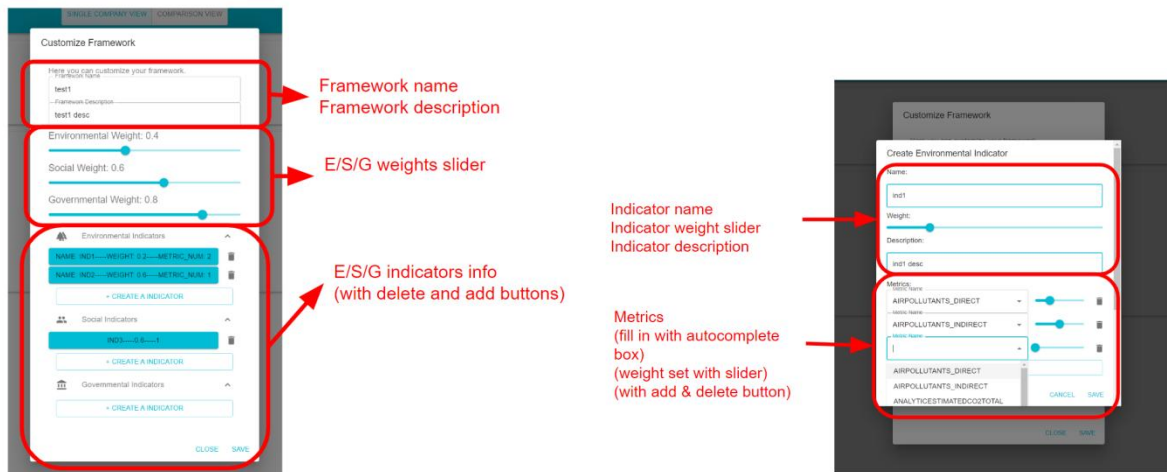 SINGLE COMPANY VIEW
COMPARISON VIEW
Customize Framework
Here you can customize your framework.
Framework Name
test1
Framework Description
test1 desc
Environmental Weight: 0.4
Social Weight: 0.6
Governmental Weight: 0.8
Environmental Indicators
NAME: IND1----WEIGHT: 0.2----METRIC_NUM: 2
NAME: IND2----WEIGHT: 0.6----METRIC_NUM: 1
+ CREATE A INDICATOR
Social Indicators
IND3----0.6----1
+ CREATE A INDICATOR
Governmental Indicators
+ CREATE A INDICATOR
CLOSE SAVE
Framework name
Framework description
E/S/G weights slider
E/S/G indicators info
(with delete and add buttons)
Indicator name
Indicator weight slider
Indicator description
Metrics
(fill in with autocomplete
box)
(weight set with slider)
(with add & delete button)
Customize Framework
Create Environmental Indicator
Name:
ind1
Weight:
Description:
ind1 desc
Metrics:
Metric Name
AIRPOLLUTANTS_DIRECT
Metric Name
AIRPOLLUTANTS_INDIRECT
Metric Name
AIRPOLLUTANTS_DIRECT
AIRPOLLUTANTS_INDIRECT
ANALYTICESTIMATEDCO2TOTAL
CANCEL SAVE
CLOSE SAVE